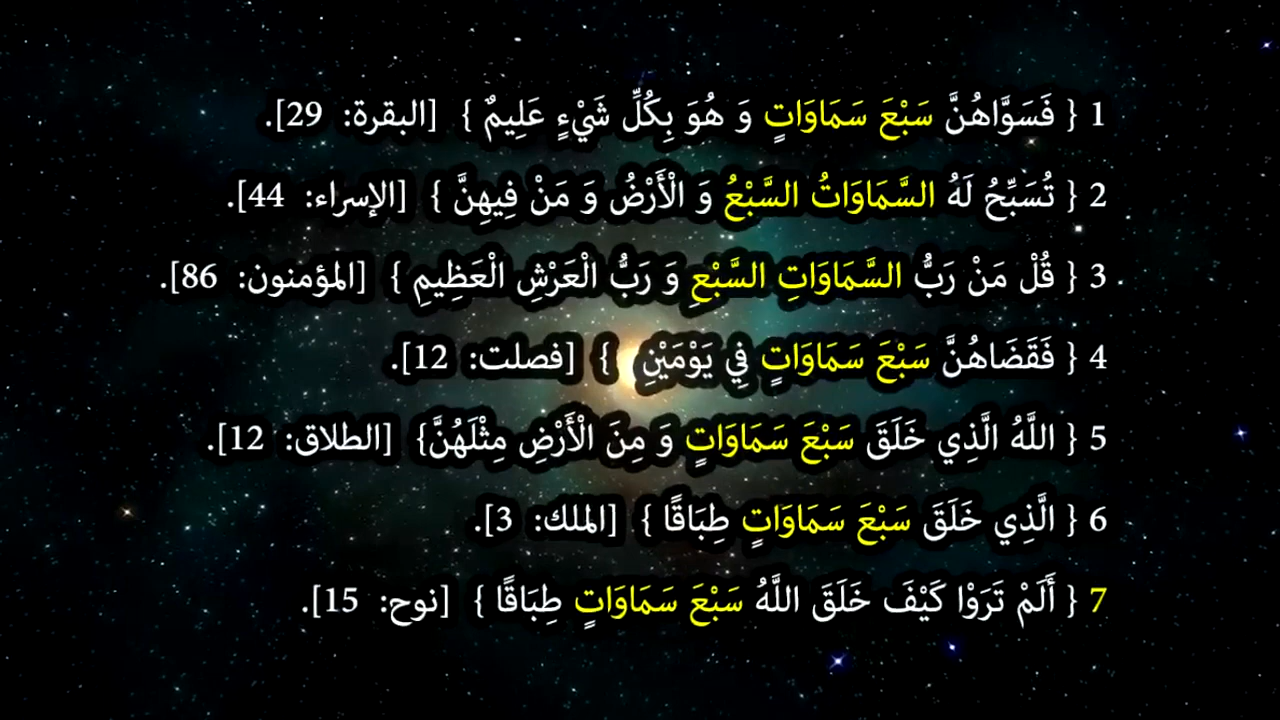 1 { فَسَوَّاهُنَّ سَبْعَ سَمَاوَاتٍ وَ هُوَ بِكُلِّ شَيْءٍ عَلِيمٌ } [البقرة: 29].
2 { تُسَبِّحُ لَهُ السَّمَاوَاتُ السَّبْعُ وَ الْأَرْضُ وَ مَنْ فِيهِنَّ } [الإسراء: 44].
3 { قُلْ مَنْ رَبُّ السَّمَاوَاتِ السَّبْعِ وَ رَبُّ الْعَرْشِ الْعَظِيمِ } [المؤمنون: 86].
4 { فَقَضَاهُنَّ سَبْعَ سَمَاوَاتٍ فِي يَوْمَيْنِ } [فصلت: 12].
5 { اللَّهُ الَّذِي خَلَقَ سَبْعَ سَمَاوَاتٍ وَ مِنَ الْأَرْضِ مِثْلَهُنَّ} [الطلاق: 12].
6 { الَّذِي خَلَقَ سَبْعَ سَمَاوَاتٍ طِبَاقًا } [الملك: 3].
7 { أَلَمْ تَرَوْا كَيْفَ خَلَقَ اللَّهُ سَبْعَ سَمَاوَاتٍ طِبَاقًا } [نوح: 15].